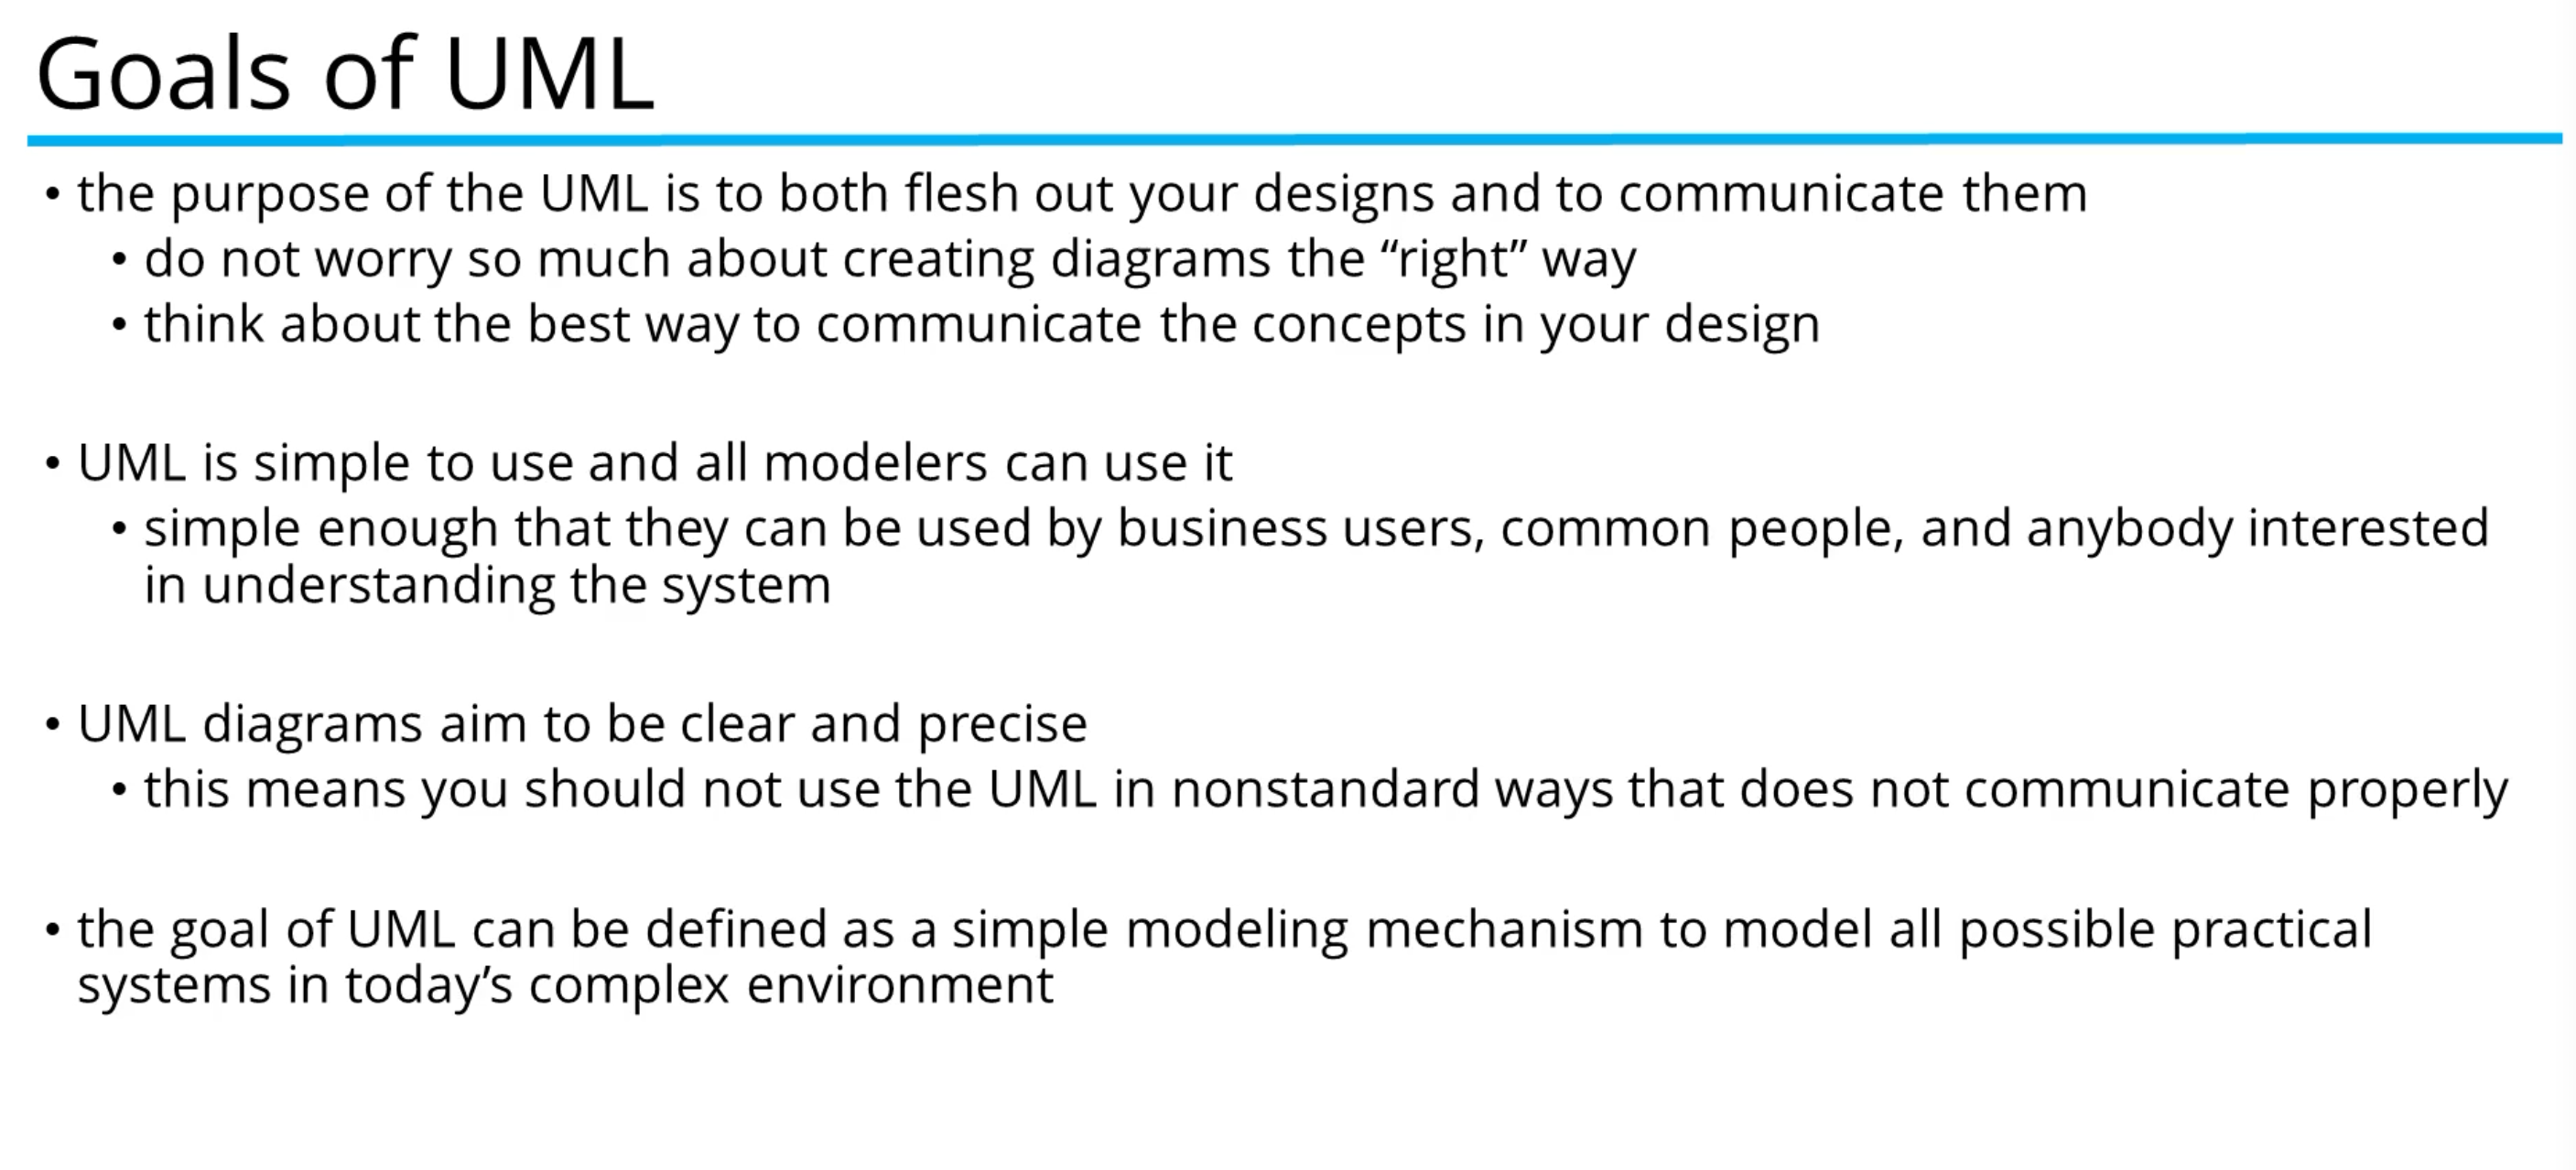 Goals of UML
• the purpose of the UML is to both flesh out your designs and to communicate them
• do not worry so much about creating diagrams the “right” way
• think about the best way to communicate the concepts in your design
• UML is simple to use and all modelers can use it
• simple enough that they can be used by business users, common people, and anybody interested
in understanding the system
• UML diagrams aim to be clear and precise
• this means you should not use the UML in nonstandard ways that does not communicate properly
• the goal of UML can be defined as a simple modeling mechanism to model all possible practical
systems in today’s complex environment